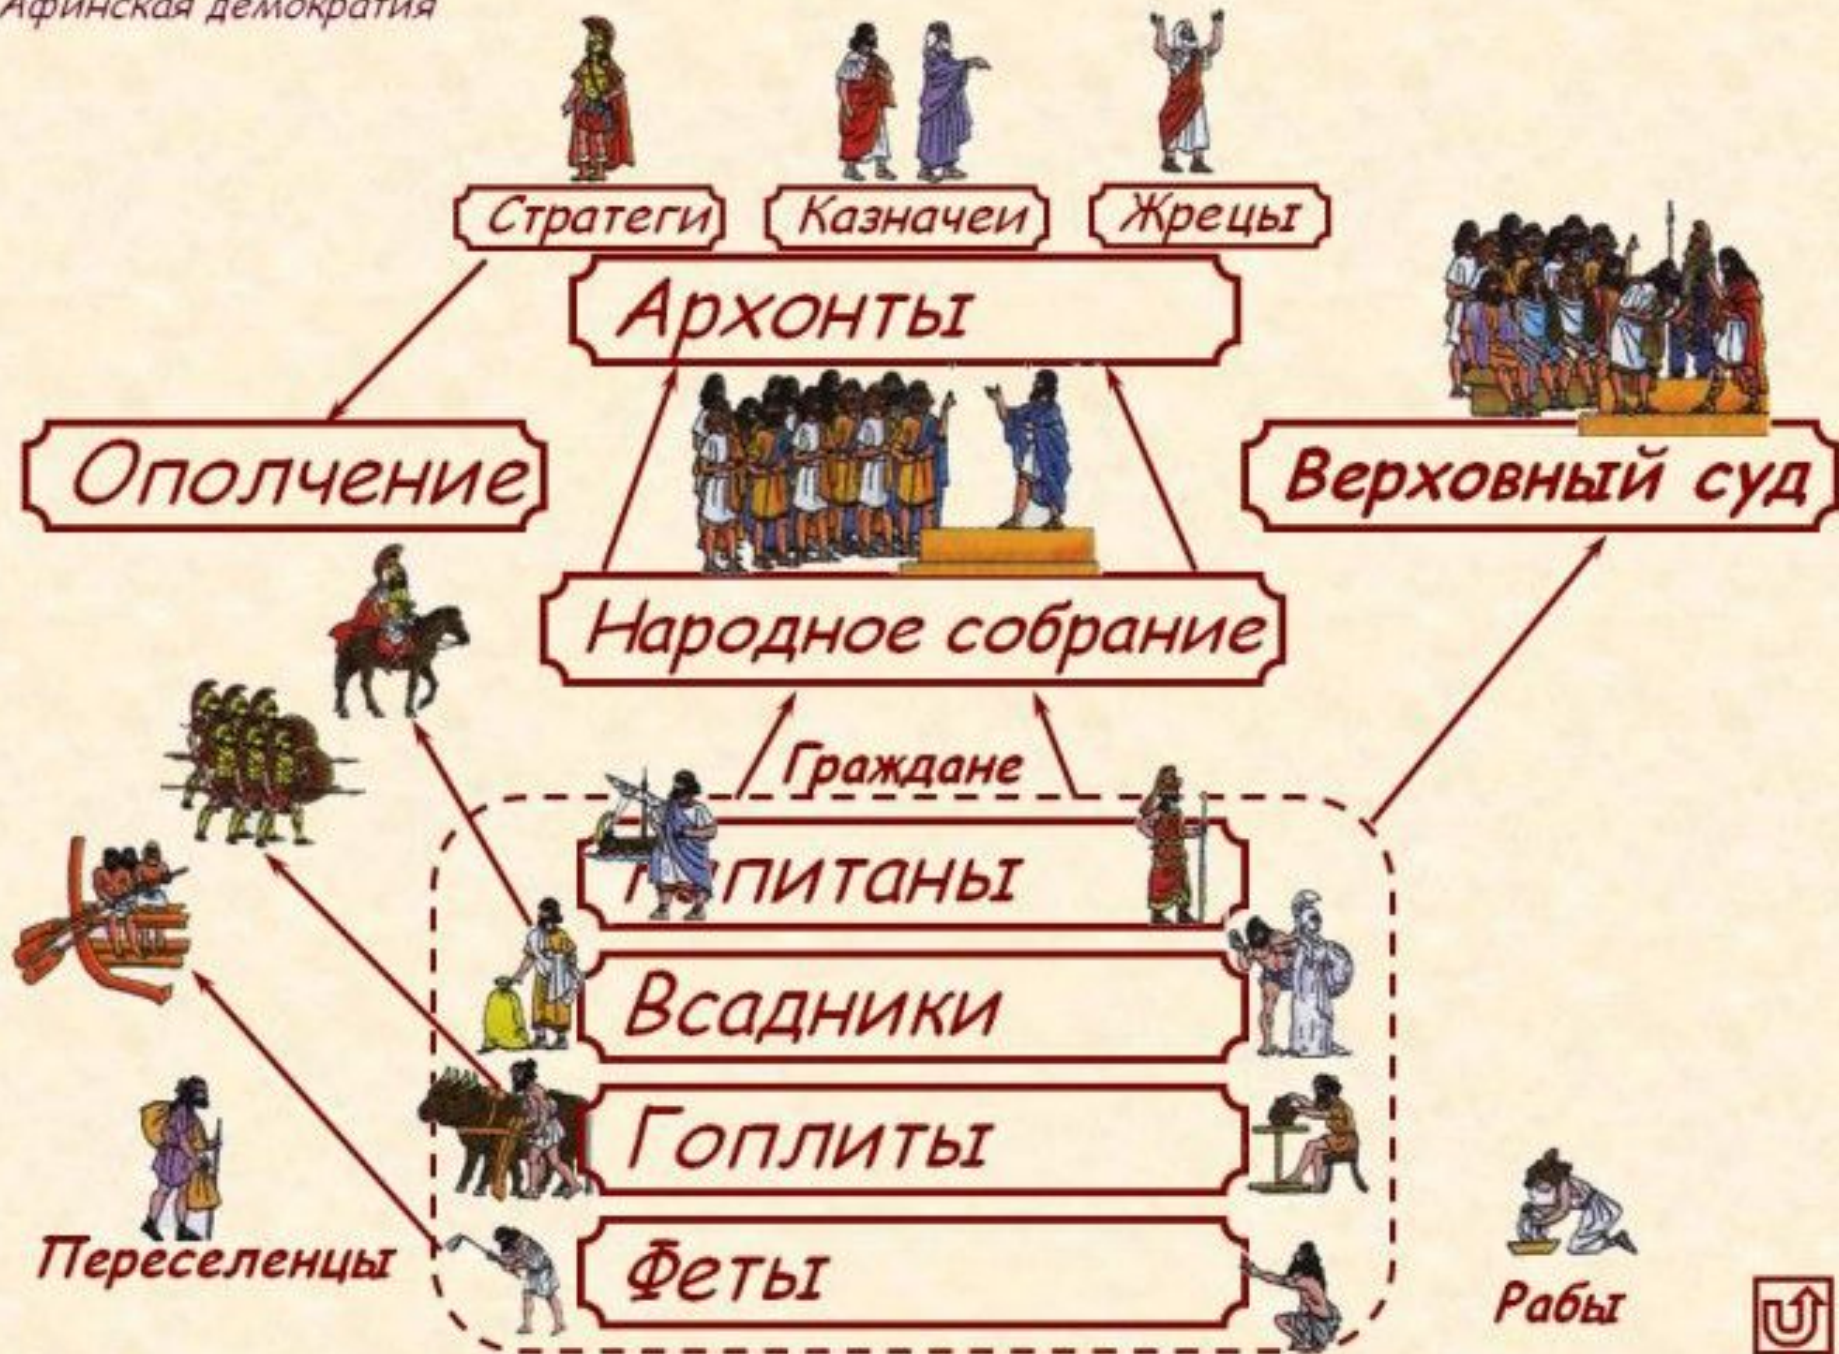 Афинская демократия
Стратеги
Казначеи
Жрецы
Архонты
Ополчение
Верховный суд
Народное собрание
Граждане
питаны
Всадники
Гоплиты
Феты
Переселенцы
Рабы